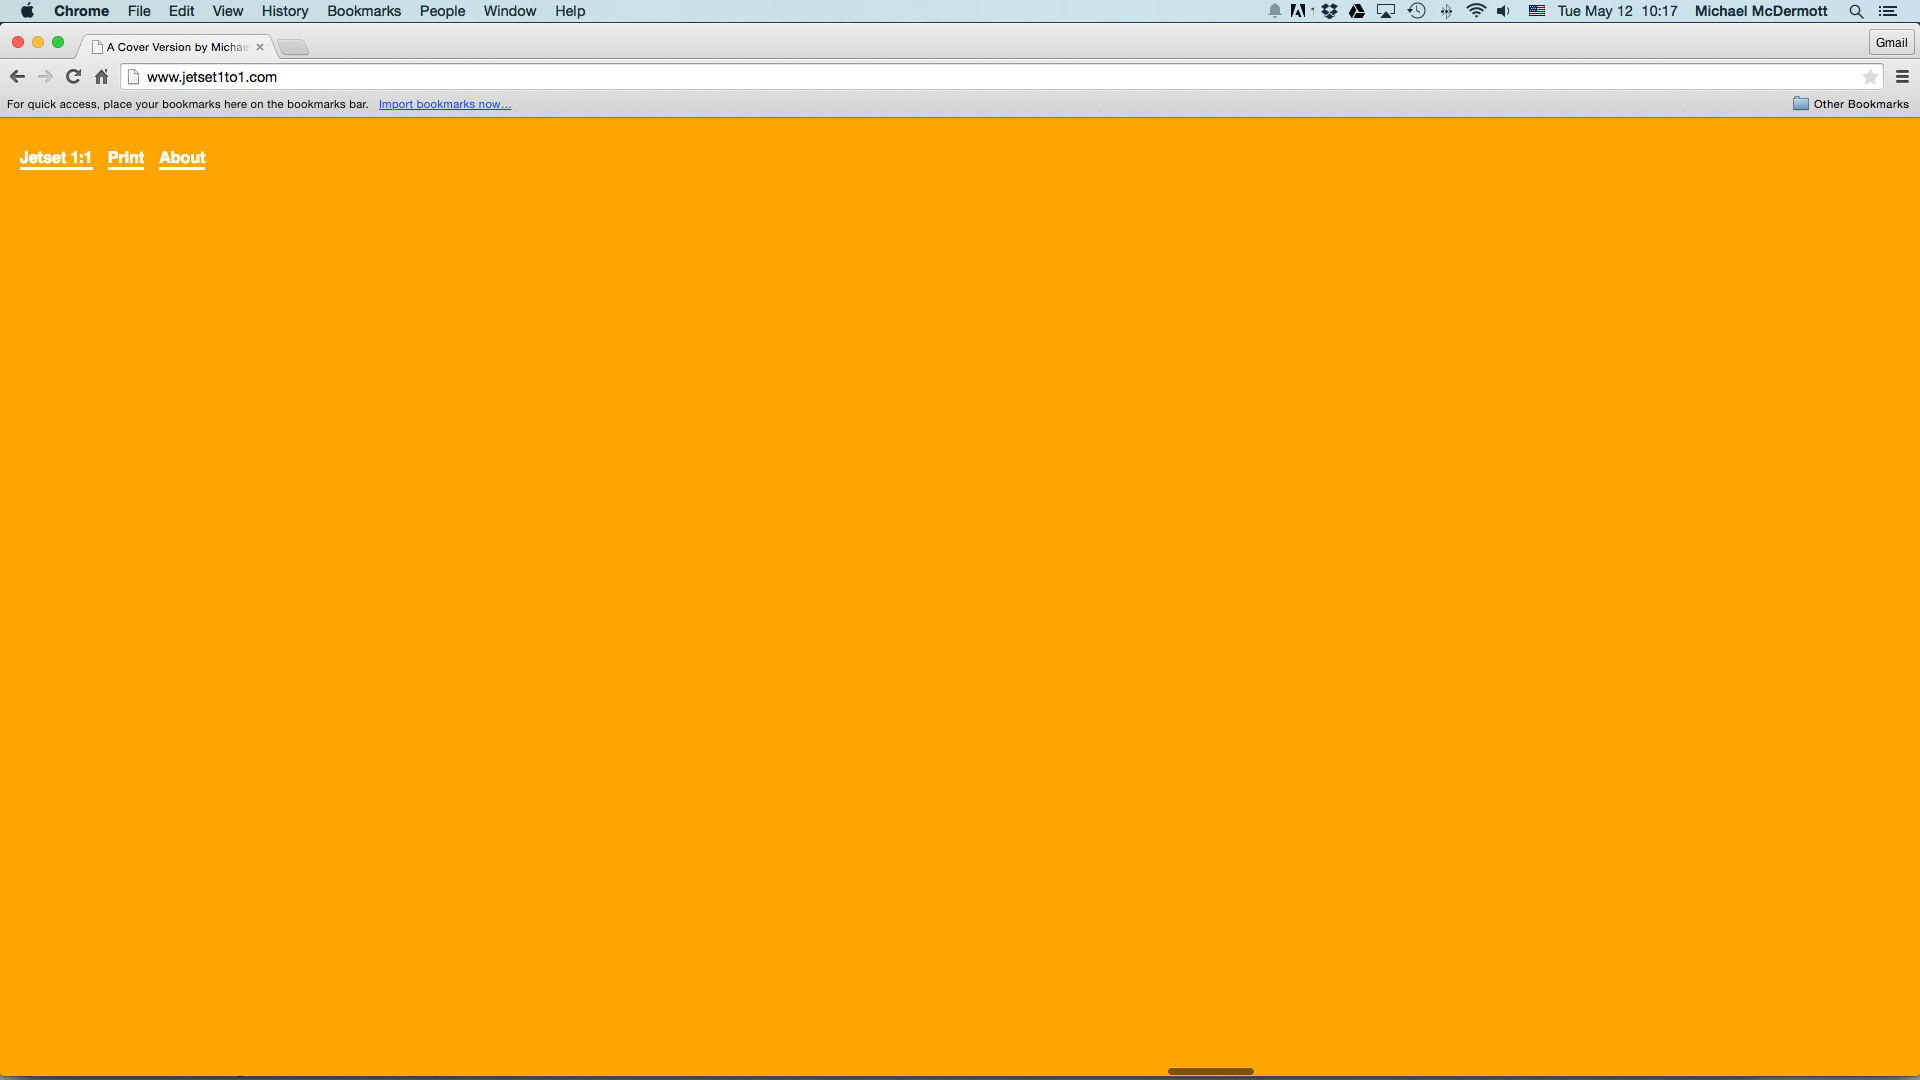 Chrome File Edit View History Bookmarks People Window Help Tue May 12 10:17 Michael McDermott
A Cover Version by Michae Gmail
www.jetset1to1.com
For quick access, place your bookmarks here on the bookmarks bar. Import bookmarks now... Other Bookmarks
Jetset 1:1 Print About